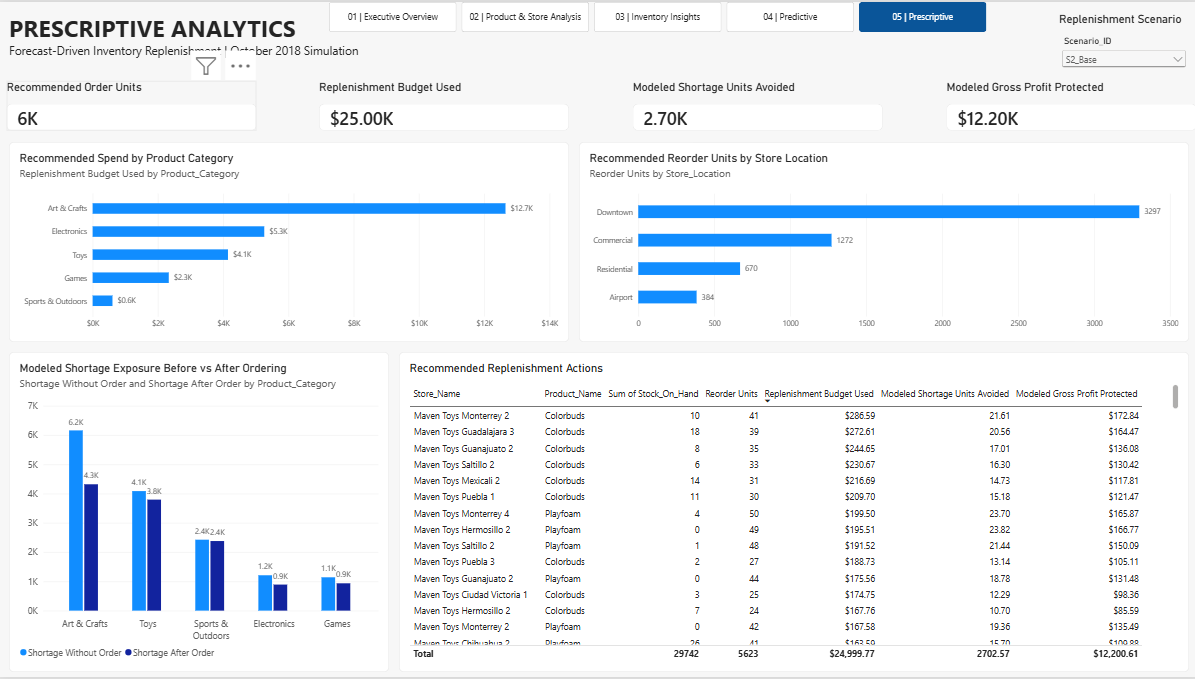 PRESCRIPTIVE ANALYTICS
Forecast-Driven Inventory Replenishment | October 2018 Simulation
01 | Executive Overview
02 | Product & Store Analysis
03 | Inventory Insights
04 | Predictive
05 | Prescriptive
Replenishment Scenario
Scenario_ID
S2_Base
Recommended Order Units
6K
Replenishment Budget Used
$25.00K
Modeled Shortage Units Avoided
2.70K
Modeled Gross Profit Protected
$12.20K
Recommended Spend by Product Category
Replenishment Budget Used by Product_Category
Art & Crafts $12.7K
Electronics $5.3K
Toys $4.1K
Games $2.3K
Sports & Outdoors $0.6K
$0K $2K $4K $6K $8K $10K $12K $14K
Recommended Reorder Units by Store Location
Reorder Units by Store_Location
Downtown 3297
Commercial 1272
Residential 670
Airport 384
0 500 1000 1500 2000 2500 3000 3500
Modeled Shortage Exposure Before vs After Ordering
Shortage Without Order and Shortage After Order by Product_Category
7K
6K
5K
4K
3K
2K
1K
0K
6.2K 4.3K
4.1K 3.8K
2.4K 2.4K
1.2K 0.9K
1.1K 0.9K
Art & Crafts Toys Sports & Outdoors Electronics Games
Shortage Without Order Shortage After Order
Recommended Replenishment Actions
Store_Name Product_Name Sum of Stock_On_Hand Reorder Units Replenishment Budget Used Modeled Shortage Units Avoided Modeled Gross Profit Protected
Maven Toys Monterrey 2 Colorbuds 10 41 $286.59 21.61 $172.84
Maven Toys Guadalajara 3 Colorbuds 18 39 $272.61 20.56 $164.47
Maven Toys Guanajuato 2 Colorbuds 8 35 $244.65 17.01 $136.08
Maven Toys Saltillo 2 Colorbuds 6 33 $230.67 16.30 $130.42
Maven Toys Mexicali 2 Colorbuds 14 31 $216.69 14.73 $117.81
Maven Toys Puebla 1 Colorbuds 11 30 $209.70 15.18 $121.47
Maven Toys Monterrey 4 Playfoam 4 50 $199.50 23.70 $165.87
Maven Toys Hermosillo 2 Playfoam 0 49 $195.51 23.82 $166.77
Maven Toys Saltillo 2 Playfoam 1 48 $191.52 21.44 $150.09
Maven Toys Puebla 3 Colorbuds 2 27 $188.73 13.14 $105.11
Maven Toys Guanajuato 2 Playfoam 0 44 $175.56 18.78 $131.48
Maven Toys Ciudad Victoria 1 Colorbuds 3 25 $174.75 12.29 $98.36
Maven Toys Hermosillo 2 Colorbuds 7 24 $167.76 10.70 $85.59
Maven Toys Monterrey 2 Playfoam 0 42 $167.58 19.36 $135.49
Maven Toys Chihuahua 2 Playfoam 26 41 $163.59 15.70 $109.88
Total 29742 5623 $24,999.77 2702.57 $12,200.61